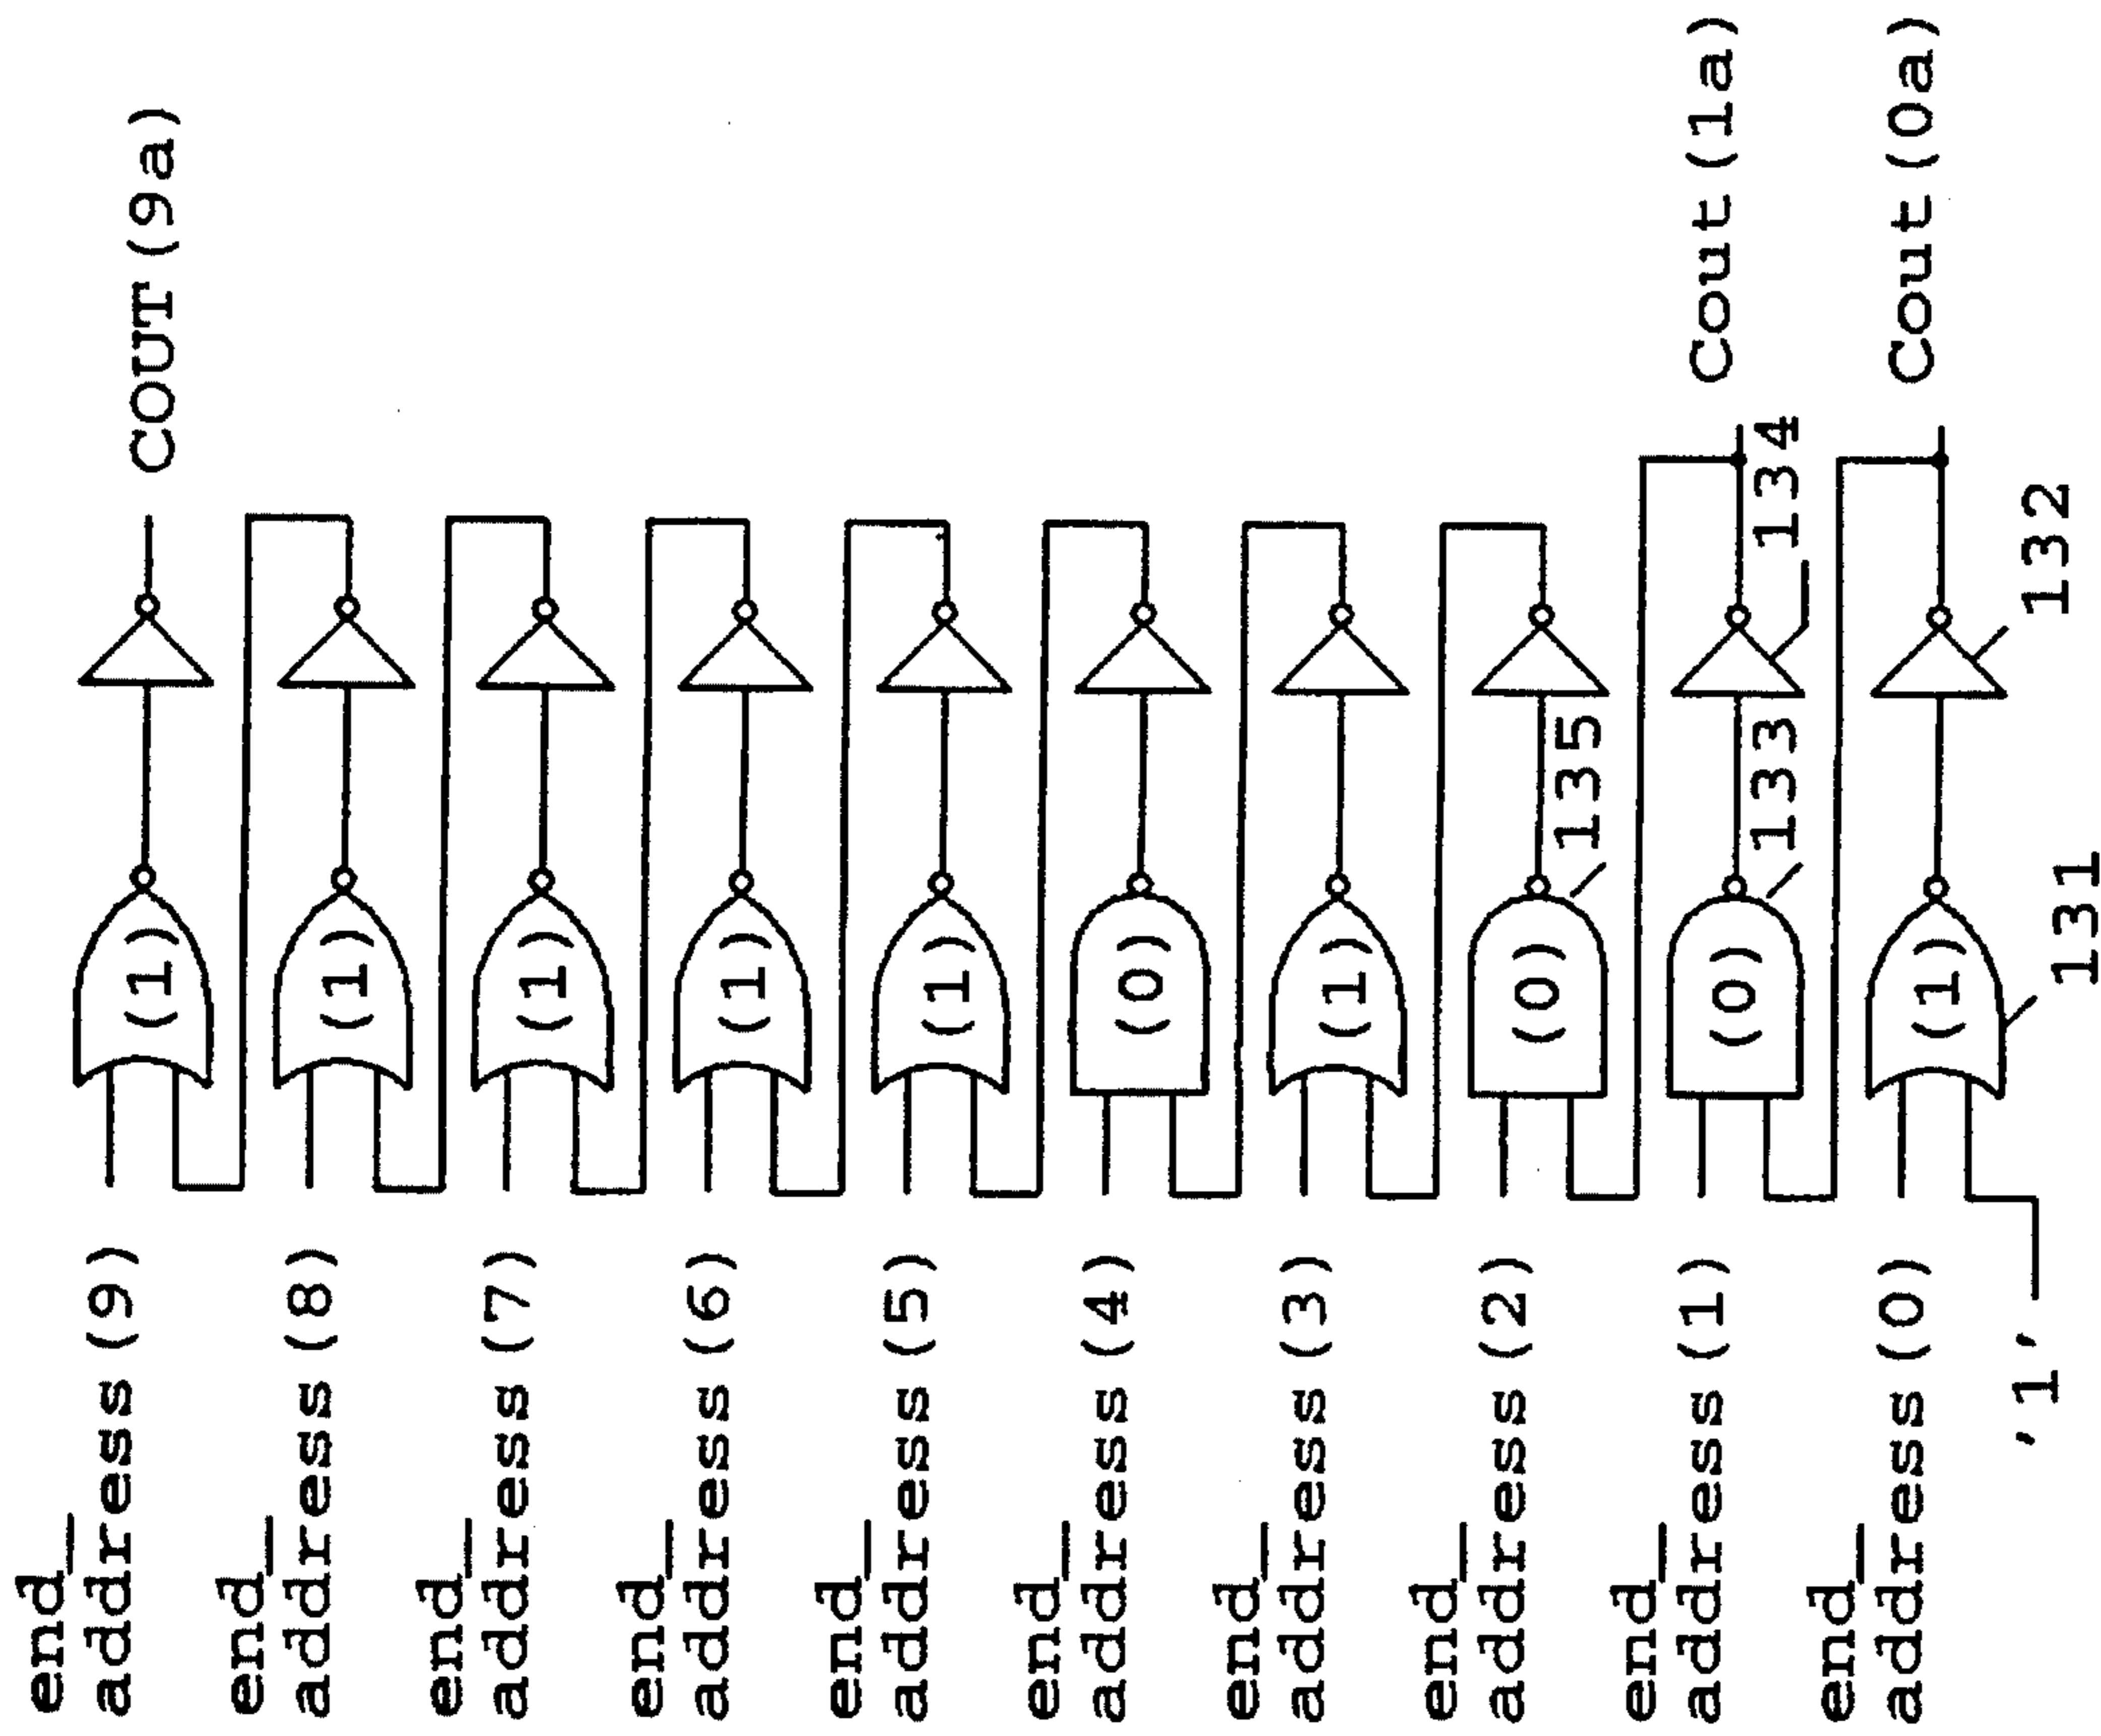 end_
address (9)
(1)
COUT (9a)
end_
address (8)
(1)
end_
address (7)
(1)
end_
address (6)
(1)
end_
address (5)
(1)
end_
address (4)
(0)
end_
address (3)
(1)
end_
address (2)
(0)
135
end_
address (1)
(0)
133
134
Cout (1a)
end_
address (0)
(1)
131
132
Cout (0a)
'1'